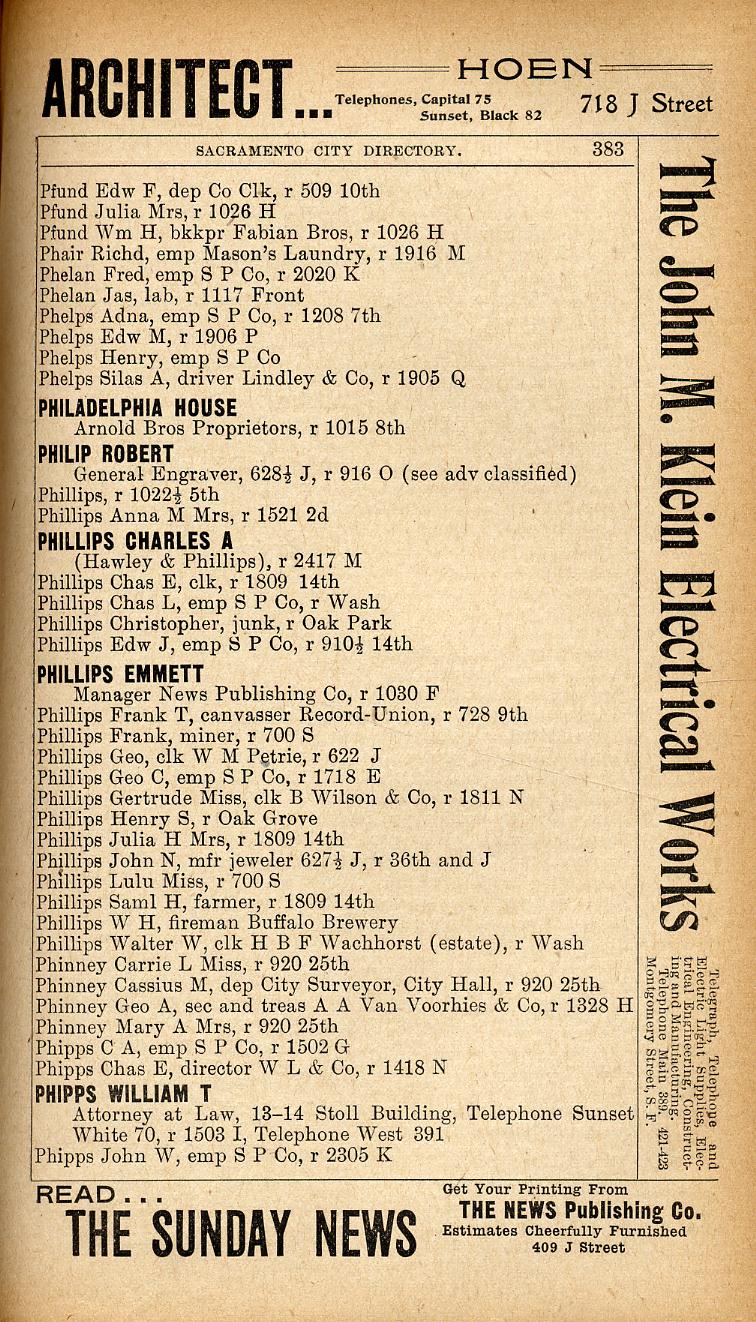 ARCHITECT...
HOEN
Telephones, Capital 75
Sunset, Black 82
718 J Street
SACRAMENTO CITY DIRECTORY. 383
Pfund Edw F, dep Co Clk, r 509 10th
Pfund Julia Mrs, r 1026 H
Pfund Wm H, bkkpr Fabian Bros, r 1026 H
Phair Richd, emp Mason's Laundry, r 1916 M
Phelan Fred, emp S P Co, r 2020 K
Phelan Jas, lab, r 1117 Front
Phelps Adna, emp S P Co, r 1208 7th
Phelps Edw M, r 1906 P
Phelps Henry, emp S P Co
Phelps Silas A, driver Lindley & Co, r 1905 Q
PHILADELPHIA HOUSE
Arnold Bros Proprietors, r 1015 8th
PHILIP ROBERT
General Engraver, 628½ J, r 916 O (see adv classified)
Phillips, r 1022½ 5th
Phillips Anna M Mrs, r 1521 2d
PHILLIPS CHARLES A
(Hawley & Phillips), r 2417 M
Phillips Chas E, clk, r 1809 14th
Phillips Chas L, emp S P Co, r Wash
Phillips Christopher, junk, r Oak Park
Phillips Edw J, emp S P Co, r 910½ 14th
PHILLIPS EMMETT
Manager News Publishing Co, r 1030 F
Phillips Frank T, canvasser Record-Union, r 728 9th
Phillips Frank, miner, r 700 S
Phillips Geo, clk W M Petrie, r 622 J
Phillips Geo C, emp S P Co, r 1718 E
Phillips Gertrude Miss, clk B Wilson & Co, r 1811 N
Phillips Henry S, r Oak Grove
Phillips Julia H Mrs, r 1809 14th
Phillips John N, mfr jeweler 627½ J, r 36th and J
Phillips Lulu Miss, r 700 S
Phillips Saml H, farmer, r 1809 14th
Phillips W H, fireman Buffalo Brewery
Phillips Walter W, clk H B F Wachhorst (estate), r Wash
Phinney Carrie L Miss, r 920 25th
Phinney Cassius M, dep City Surveyor, City Hall, r 920 25th
Phinney Geo A, sec and treas A A Van Voorhies & Co, r 1328 H
Phinney Mary A Mrs, r 920 25th
Phipps C A, emp S P Co, r 1502 G
Phipps Chas E, director W L & Co, r 1418 N
PHIPPS WILLIAM T
Attorney at Law, 13-14 Stoll Building, Telephone Sunset
White 70, r 1503 I, Telephone West 391
Phipps John W, emp S P Co, r 2305 K
The John M. Klein Electrical Works
Telegraph, Telephone and
Electric Light Supplies, Elec-
trical Engineering, Construct-
ing and Manufacturing.
Telephone Main 389. 421-423
Montgomery Street, S. F.
READ...
THE SUNDAY NEWS
Get Your Printing From
THE NEWS Publishing Co.
Estimates Cheerfully Furnished
409 J Street